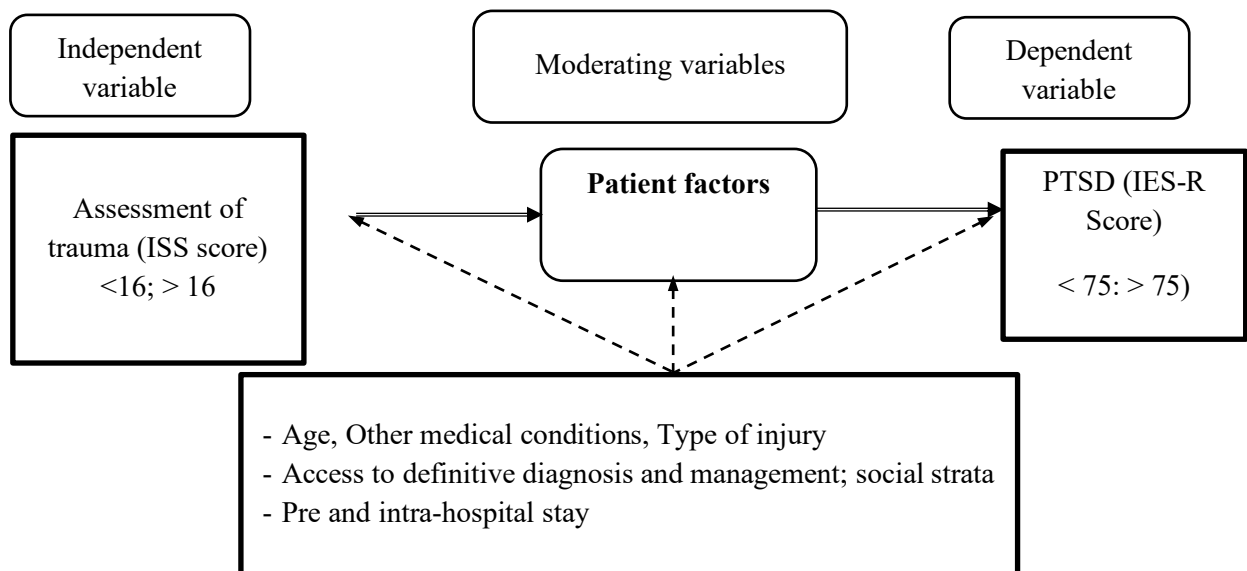 Independent
variable
Moderating variables
Dependent
variable
Assessment of
trauma (ISS score)
<16; > 16
Patient factors
PTSD (IES-R
Score)
< 75: > 75)
- Age, Other medical conditions, Type of injury
- Access to definitive diagnosis and management; social strata
- Pre and intra-hospital stay